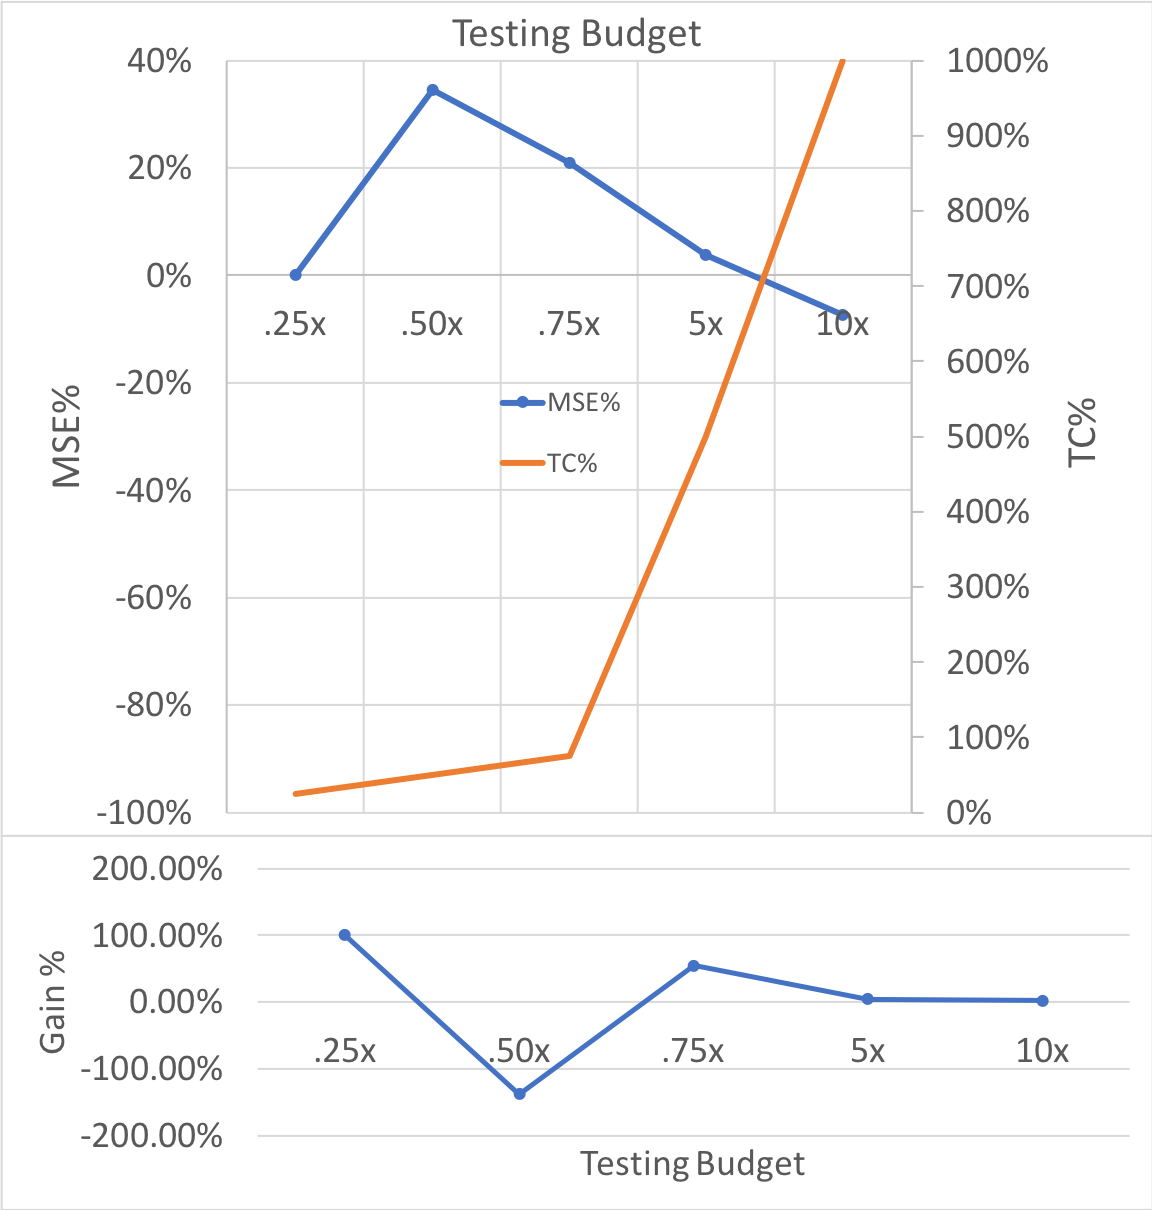 Testing Budget
40%
20%
0%
-20%
-40%
-60%
-80%
-100%
MSE%
.25x .50x .75x 5x 10x
MSE%
TC%
1000%
900%
800%
700%
600%
500%
400%
300%
200%
100%
0%
TC%
200.00%
100.00%
0.00%
-100.00%
-200.00%
Gain %
.25x .50x .75x 5x 10x
Testing Budget